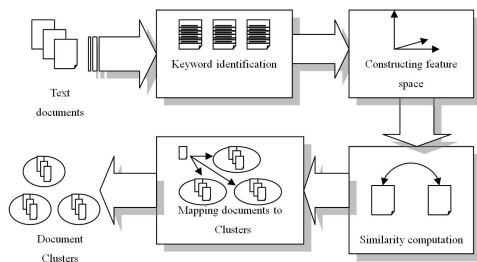 Text
documents
Keyword identification
Constructing feature
space
Similarity computation
Mapping documents to
Clusters
Document
Clusters